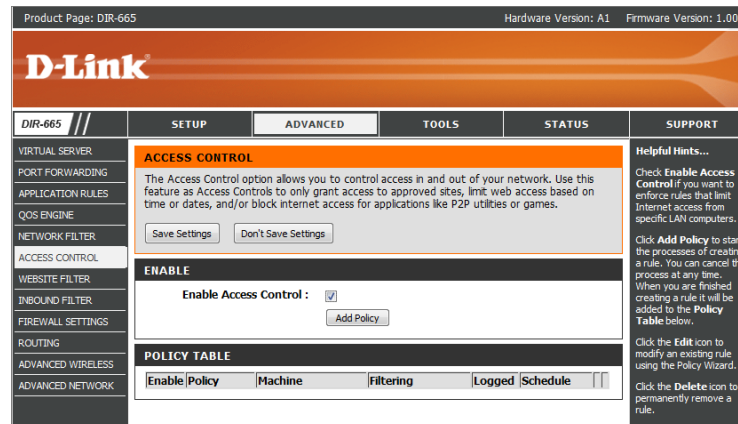 Product Page: DIR-665 Hardware Version: A1 Firmware Version: 1.00
D-Link
DIR-665 SETUP ADVANCED TOOLS STATUS SUPPORT
VIRTUAL SERVER
PORT FORWARDING
APPLICATION RULES
QOS ENGINE
NETWORK FILTER
ACCESS CONTROL
WEBSITE FILTER
INBOUND FILTER
FIREWALL SETTINGS
ROUTING
ADVANCED WIRELESS
ADVANCED NETWORK
ACCESS CONTROL
The Access Control option allows you to control access in and out of your network. Use this
feature as Access Controls to only grant access to approved sites, limit web access based on
time or dates, and/or block internet access for applications like P2P utilities or games.
Save Settings Don't Save Settings
ENABLE
Enable Access Control :
Add Policy
POLICY TABLE
Enable Policy Machine Filtering Logged Schedule
Helpful Hints...
Check Enable Access
Control if you want to
enforce rules that limit
Internet access from
specific LAN computers.
Click Add Policy to star
the processes of creatin
a rule. You can cancel th
process at any time.
When you are finished
creating a rule it will be
added to the Policy
Table below.
Click the Edit icon to
modify an existing rule
using the Policy Wizard.
Click the Delete icon to
permanently remove a
rule.